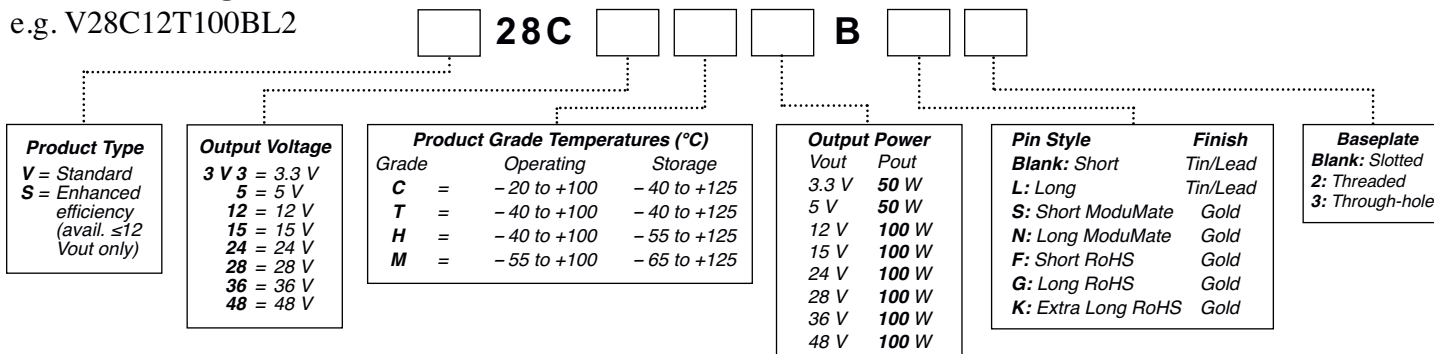 e.g. V28C12T100BL2
28C B
Product Type
V = Standard
S = Enhanced
efficiency
(avail. ≤12
Vout only)
Output Voltage
3 V 3 = 3.3 V
5 = 5 V
12 = 12 V
15 = 15 V
24 = 24 V
28 = 28 V
36 = 36 V
48 = 48 V
Product Grade Temperatures (°C)
Grade Operating Storage
C = – 20 to +100 – 40 to +125
T = – 40 to +100 – 40 to +125
H = – 40 to +100 – 55 to +125
M = – 55 to +100 – 65 to +125
Output Power
Vout Pout
3.3 V 50 W
5 V 50 W
12 V 100 W
15 V 100 W
24 V 100 W
28 V 100 W
36 V 100 W
48 V 100 W
Pin Style Finish
Blank: Short Tin/Lead
L: Long Tin/Lead
S: Short ModuMate Gold
N: Long ModuMate Gold
F: Short RoHS Gold
G: Long RoHS Gold
K: Extra Long RoHS Gold
Baseplate
Blank: Slotted
2: Threaded
3: Through-hole